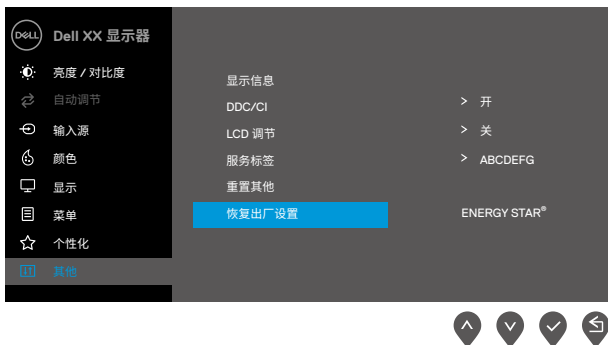 DELL Dell XX 显示器
亮度 / 对比度
自动调节
输入源
颜色
显示
菜单
个性化
其他
显示信息
DDC/CI > 开
LCD 调节 > 关
服务标签 > ABCDEFG
重置其他
恢复出厂设置 ENERGY STAR®